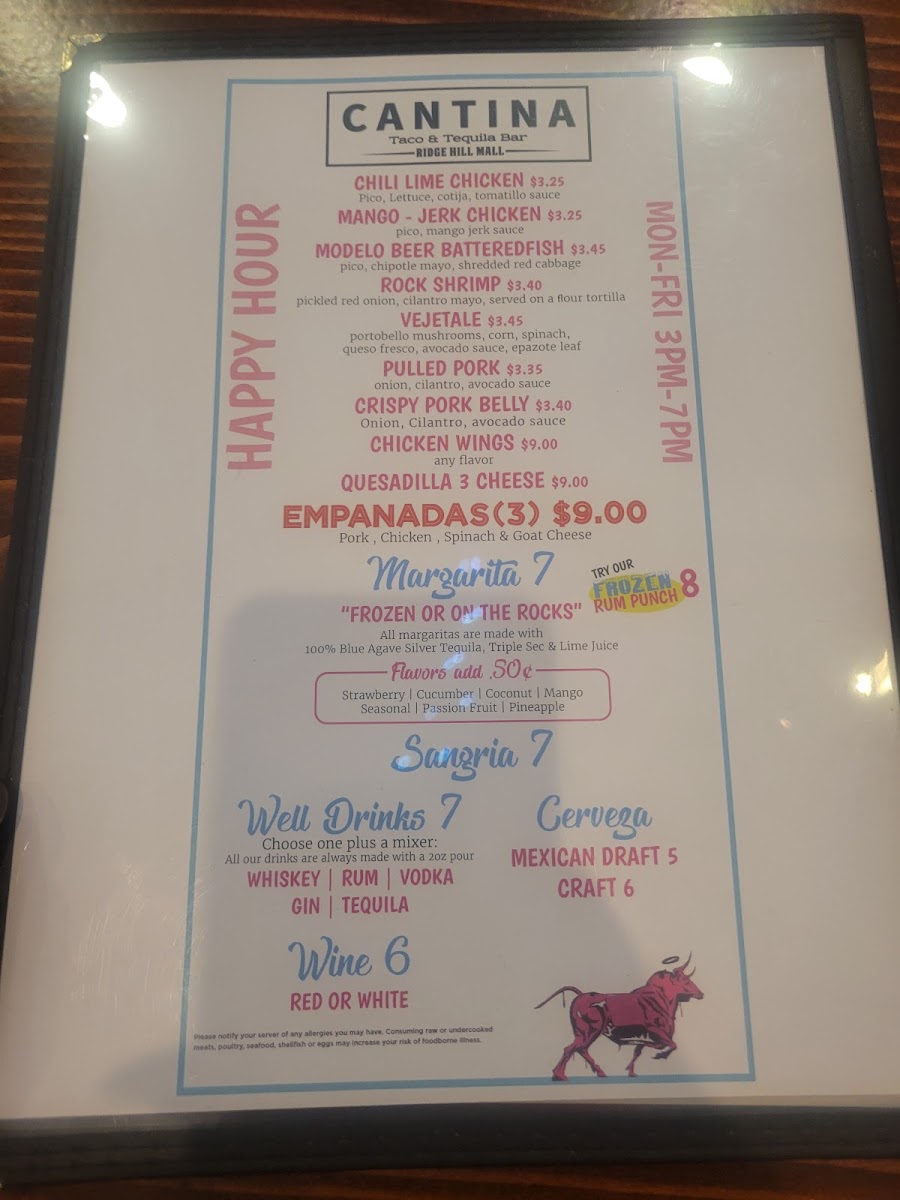 CANTINA
Taco & Tequila Bar
RIDGE HILL MALL
HAPPY HOUR
MON-FRI 3PM-7PM
CHILI LIME CHICKEN $3.25
Pico, Lettuce, cotija, tomatillo sauce
MANGO - JERK CHICKEN $3.25
pico, mango jerk sauce
MODELO BEER BATTEREDFISH $3.45
pico, chipotle mayo, shredded red cabbage
ROCK SHRIMP $3.40
pickled red onion, cilantro mayo, served on a flour tortilla
VEJETALE $3.45
portobello mushrooms, corn, spinach,
queso fresco, avocado sauce, epazote leaf
PULLED PORK $3.35
onion, cilantro, avocado sauce
CRISPY PORK BELLY $3.40
Onion, Cilantro, avocado sauce
CHICKEN WINGS $9.00
any flavor
QUESADILLA 3 CHEESE $9.00
EMPANADAS(3) $9.00
Pork , Chicken , Spinach & Goat Cheese
Margarita 7
"FROZEN OR ON THE ROCKS"
TRY OUR
FROZEN
RUM PUNCH 8
All margaritas are made with
100% Blue Agave Silver Tequila, Triple Sec & Lime Juice
Flavors add .50¢
Strawberry | Cucumber | Coconut | Mango
Seasonal | Passion Fruit | Pineapple
Sangria 7
Well Drinks 7
Choose one plus a mixer:
All our drinks are always made with a 2oz pour
WHISKEY | RUM | VODKA
GIN | TEQUILA
Cerveza
MEXICAN DRAFT 5
CRAFT 6
Wine 6
RED OR WHITE
Please notify your server of any allergies you may have. Consuming raw or undercooked
meats, poultry, seafood, shellfish or eggs may increase your risk of foodborne illness.